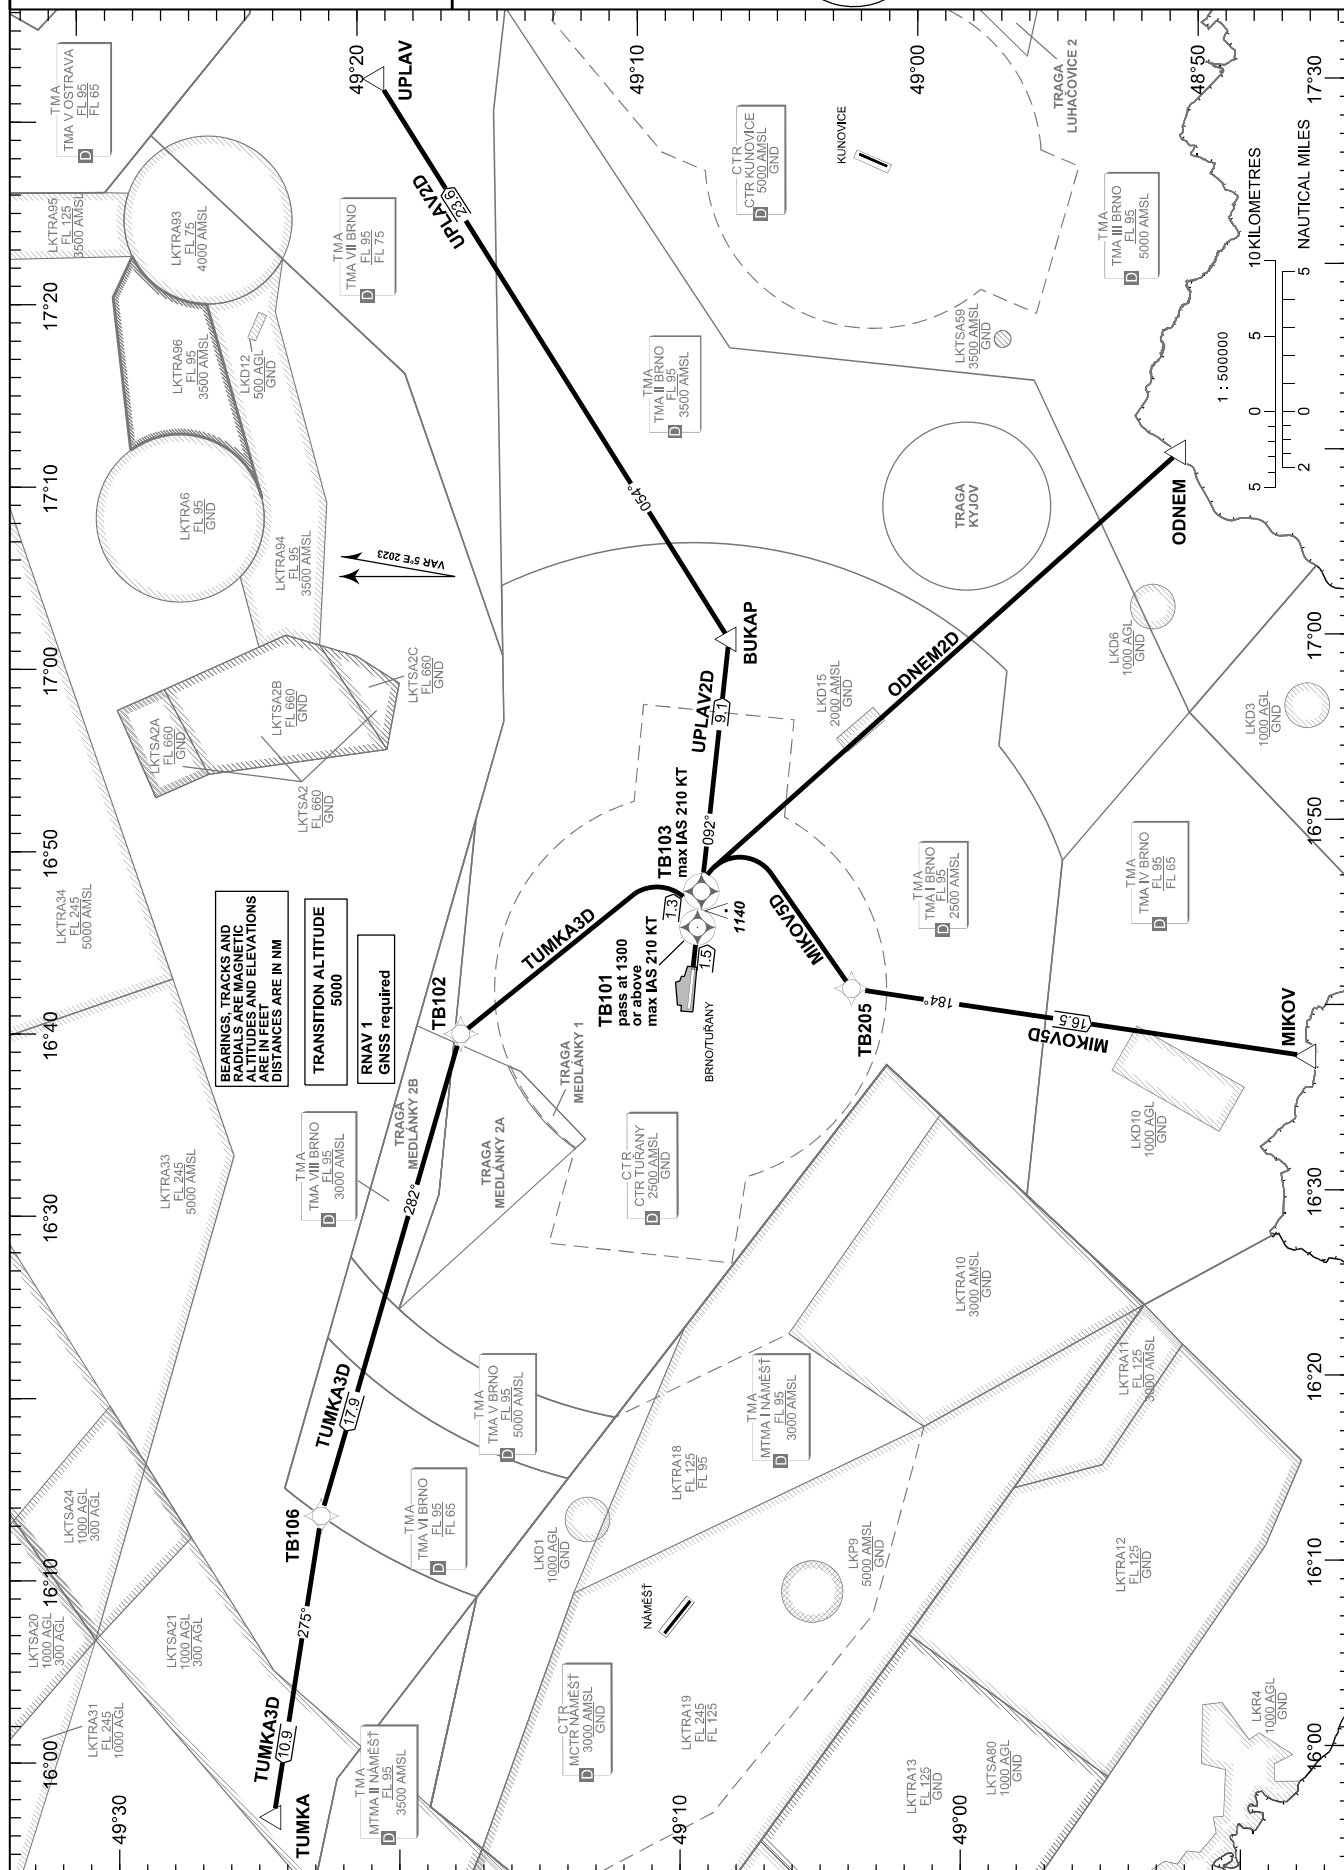 TMA
TMA V OSTRAVA
FL 95
FL 65
D
49°20
UPLAV
49°10
49°00
48°50
17°30
TRAGA
LUHAČOVICE 2
CTR
CTR KUNOVICE
5000 AMSL
GND
D
KUNOVICE
LKTRA95
FL 125
3500 AMSL
LKTRA93
FL 75
4000 AMSL
TMA
TMA VII BRNO
FL 95
FL 75
D
UPLAV2D
23.6
TMA
TMA III BRNO
FL 95
5000 AMSL
D
10 KILOMETRES
NAUTICAL MILES
5
5
0
0
5
2
1 : 500000
17°20
17°20
LKTRA96
FL 95
3500 AMSL
LKD12
500 AGL
GND
TMA
TMA II BRNO
FL 95
3500 AMSL
D
LKTSA59
3500 AMSL
GND
17°10
LKTRA6
FL 95
GND
LKTRA94
FL 95
3500 AMSL
VAR 5°E 2023
054°
TRAGA
KYJOV
ODNEM
17°00
17°00
LKTSA2A
FL 660
GND
LKTSA2B
FL 660
GND
LKTSA2C
FL 660
GND
LKTSA2
FL 660
GND
BUKAP
UPLAV2D
9.1
LKD15
2000 AMSL
GND
ODNEM2D
LKD6
1000 AGL
GND
LKD3
1000 AGL
GND
16°50
16°50
LKTRA34
FL 245
5000 AMSL
BEARINGS, TRACKS AND
RADIALS ARE MAGNETIC
ALTITUDES AND ELEVATIONS
ARE IN FEET
DISTANCES ARE IN NM
TRANSITION ALTITUDE
5000
RNAV 1
GNSS required
TB103
max IAS 210 KT
092°
1.3
TUMKA3D
TB101
pass at 1300
or above
max IAS 210 KT
1.5
1140
BRNO/TUŘANY
MIKOV5D
TMA
TMA I BRNO
FL 95
2500 AMSL
D
TMA
TMA IV BRNO
FL 95
FL 65
D
16°40
TB102
TB205
184°
16.5
MIKOV5D
MIKOV
LKTRA33
FL 245
5000 AMSL
TMA
TMA VIII BRNO
FL 95
3000 AMSL
D
TRAGA
MEDLÁNKY 2B
TRAGA
MEDLÁNKY 2A
TRAGA
MEDLÁNKY 1
CTR
CTR TUŘANY
2500 AMSL
GND
D
LKD10
1000 AGL
GND
16°30
16°30
282°
LKTRA10
3000 AMSL
GND
16°20
TUMKA3D
17.9
TMA
TMA V BRNO
FL 95
5000 AMSL
D
LKTRA18
FL 125
FL 95
MTMA
MTMA I NÁMĚŠŤ
FL 95
3000 AMSL
D
LKTRA11
FL 125
3000 AMSL
LKTSA24
1000 AGL
300 AGL
TB106
TMA
TMA VI BRNO
FL 95
FL 65
D
LKD1
1000 AGL
GND
LKP9
5000 AMSL
GND
LKTRA12
FL 125
GND
16°10
16°10
LKTSA20
1000 AGL
300 AGL
LKTSA21
1000 AGL
300 AGL
275°
NÁMĚŠŤ
LKTRA31
FL 245
1000 AGL
TUMKA3D
10.9
CTR
MCTR NÁMĚŠŤ
3000 AMSL
GND
D
LKTRA19
FL 245
FL 125
LKTRA13
FL 125
GND
LKTSA80
1000 AGL
GND
LKR4
1000 AGL
GND
16°00
16°00
TUMKA
TMA
MTMA II NÁMĚŠŤ
FL 95
3500 AMSL
D
49°30
49°10
49°00